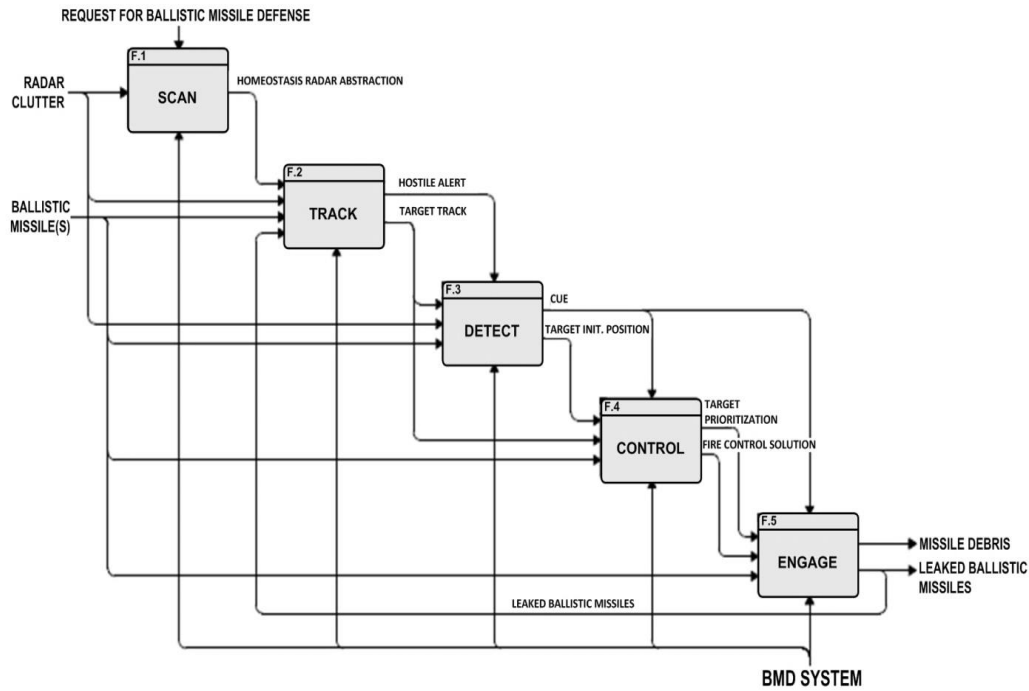 REQUEST FOR BALLISTIC MISSILE DEFENSE
F.1
SCAN
RADAR
CLUTTER
HOMEOSTASIS RADAR ABSTRACTION
F.2
TRACK
HOSTILE ALERT
TARGET TRACK
BALLISTIC
MISSILE(S)
F.3
DETECT
CUE
TARGET INIT. POSITION
F.4
CONTROL
TARGET
PRIORITIZATION
FIRE CONTROL SOLUTION
F.5
ENGAGE
MISSILE DEBRIS
LEAKED BALLISTIC
MISSILES
LEAKED BALLISTIC MISSILES
BMD SYSTEM